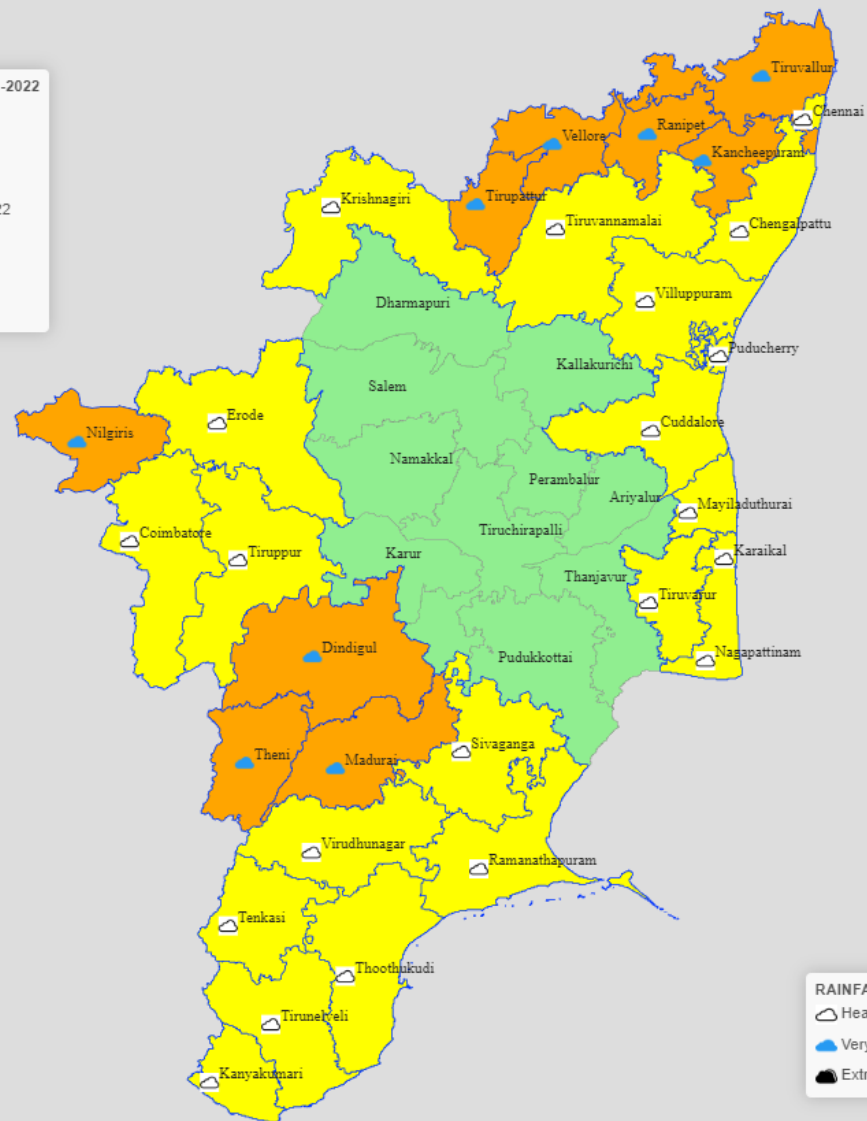 -2022
22
Tiruvallur
Chennai
Ranipet
Vellore
Kancheepuram
Tirupattur
Krishnagiri
Tiruvannamalai
Chengalpattu
Villuppuram
Dharmapuri
Puducherry
Kallakurichi
Salem
Erode
Cuddalore
Nilgiris
Namakkal
Perambalur
Ariyalur
Mayiladuthurai
Tiruchirapalli
Coimbatore
Karur
Karaikal
Tiruppur
Thanjavur
Tiruvarur
Dindigul
Nagapattinam
Pudukkottai
Sivaganga
Theni
Madurai
Virudhunagar
Ramanathapuram
Tenkasi
Thoothukudi
Tirunelveli
Kanyakumari
RAINFA
Hea
Very
Extr